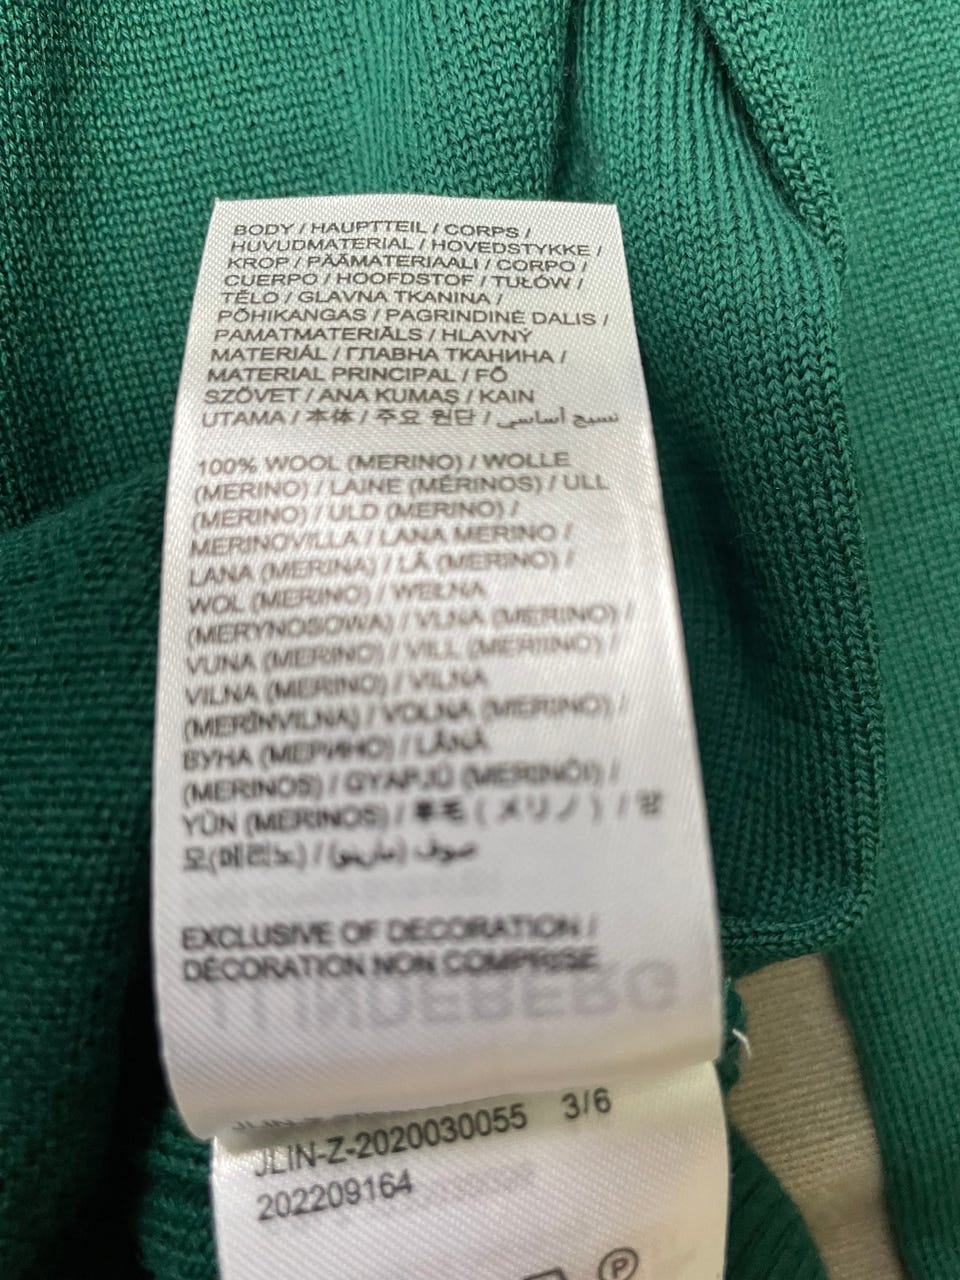 BODY / HAUPTTEIL / CORPS /
HUVUDMATERIAL / HOVEDSTYKKE /
KROP / PÄÄMATERIAALI / CORPO /
CUERPO / HOOFDSTOF / TUŁÓW /
TĚLO / GLAVNA TKANINA /
PÕHIKANGAS / PAGRINDINĖ DALIS /
PAMATMATERIĀLS / HLAVNÝ
MATERIÁL / ГЛАВНА ТКАНИНА /
MATERIAL PRINCIPAL / FŐ
SZÖVET / ANA KUMAŞ / KAIN
UTAMA / 本体 / 주요 원단 / نسيج أساسي
100% WOOL (MERINO) / WOLLE
(MERINO) / LAINE (MÉRINOS) / ULL
(MERINO) / ULD (MERINO) /
MERINOVILLA / LANA MERINO /
LANA (MERINA) / LÃ (MERINO) /
WOL (MERINO) / WEŁNA
(MERYNOSOWA) / VLNA (MERINO) /
VUNA (MERINO) / VILL (MERIINO) /
VILNA (MERINO) / VILNA
(MERĪNVILNA) / VOLNA (MERINO) /
ВУНА (МЕРИНО) / LÂNĂ
(MERINOS) / GYAPJÚ (MERINÓI) /
YÜN (MERINOS) / 羊毛 ( メリノ ) / 양
모(메리노) / صوف (مارينو)
EXCLUSIVE OF DECORATION /
DÉCORATION NON COMPRISE
JLIN-Z-2020030055 3/6
202209164
P